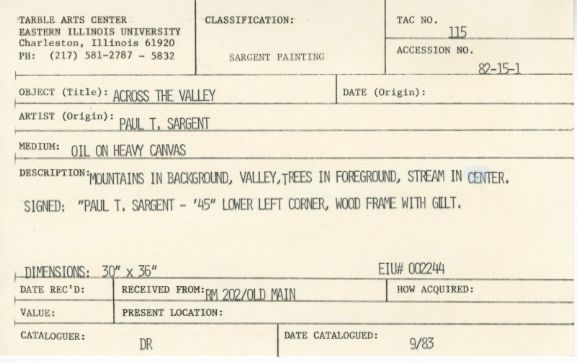 TARBLE ARTS CENTER
EASTERN ILLINOIS UNIVERSITY
Charleston, Illinois 61920
PH: (217) 581-2787 - 5832
CLASSIFICATION:
SARGENT PAINTING
TAC NO.
115
ACCESSION NO.
82-15-1
OBJECT (Title): ACROSS THE VALLEY
DATE (Origin):
ARTIST (Origin): PAUL T. SARGENT
MEDIUM: OIL ON HEAVY CANVAS
DESCRIPTION: MOUNTAINS IN BACKGROUND, VALLEY, TREES IN FOREGROUND, STREAM IN CENTER.
SIGNED: "PAUL T. SARGENT - '45" LOWER LEFT CORNER, WOOD FRAME WITH GILT.
DIMENSIONS: 30" x 36" EIU# 002244
DATE REC'D: RECEIVED FROM: RM 202/OLD MAIN HOW ACQUIRED:
VALUE: PRESENT LOCATION:
CATALOGUER: DR DATE CATALOGUED: 9/83